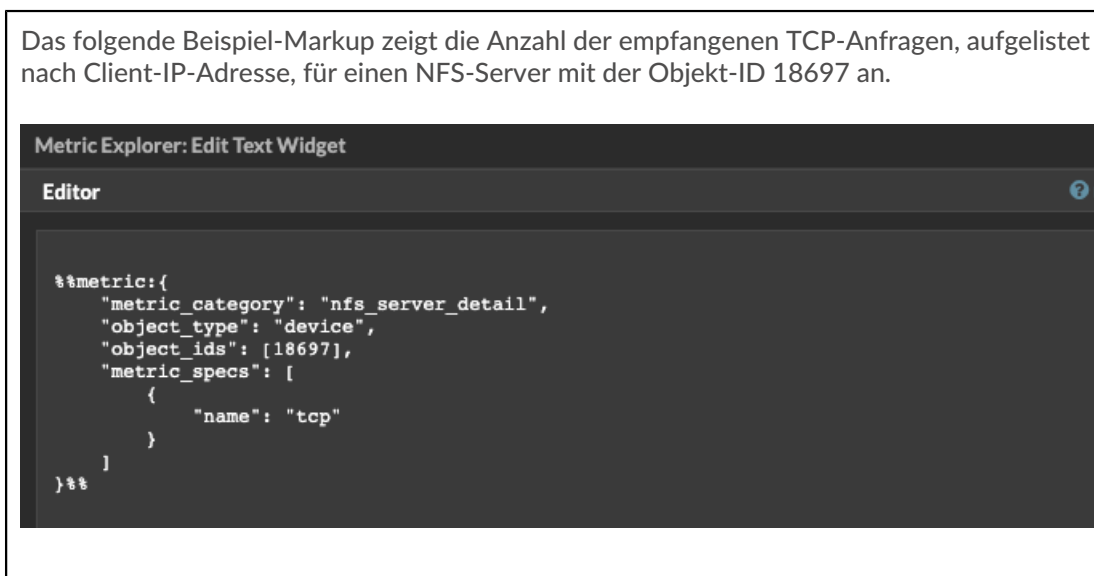 Das folgende Beispiel-Markup zeigt die Anzahl der empfangenen TCP-Anfragen, aufgelistet
nach Client-IP-Adresse, für einen NFS-Server mit der Objekt-ID 18697 an.
Metric Explorer: Edit Text Widget
Editor
?
%%metric:{
    "metric_category": "nfs_server_detail",
    "object_type": "device",
    "object_ids": [18697],
    "metric_specs": [
        {
            "name": "tcp"
        }
    ]
}%%